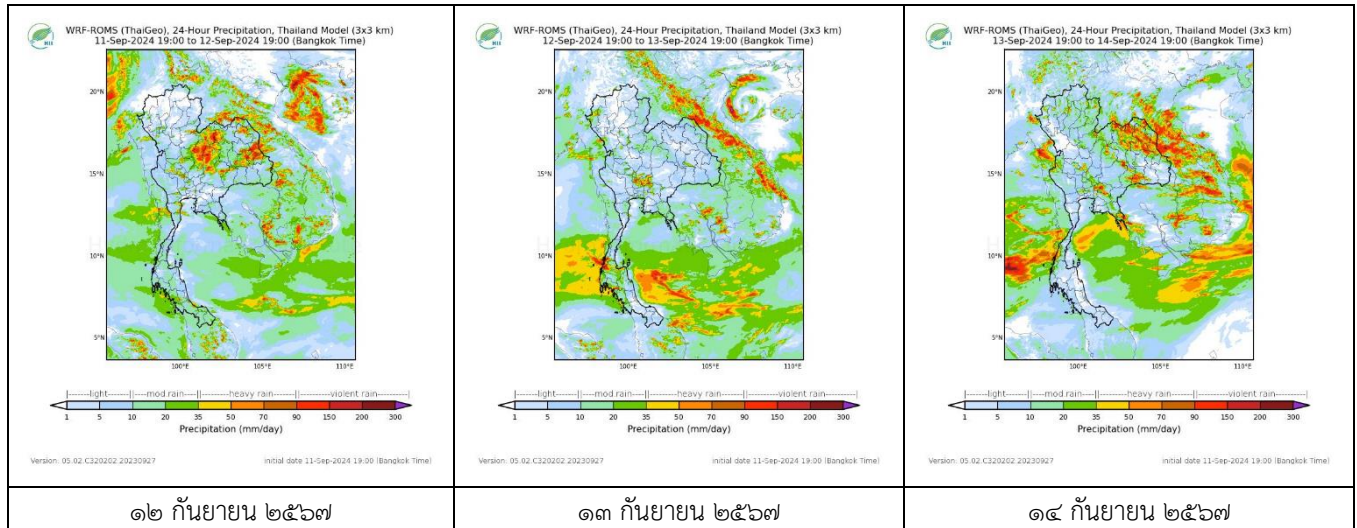 WRF-ROMS (ThaiGeo), 24-Hour Precipitation, Thailand Model (3x3 km)
11-Sep-2024 19:00 to 12-Sep-2024 19:00 (Bangkok Time)
20°N
15°N
10°N
5°N
100°E 105°E 110°E
light mod rain heavy rain violent rain
1 5 10 20 35 50 70 90 150 200 300
Precipitation (mm/day)
Version: 05.02.C320202.20230927 initial date 11-Sep-2024 19:00 (Bangkok Time)
๑๒ กันยายน ๒๕๖๗
WRF-ROMS (ThaiGeo), 24-Hour Precipitation, Thailand Model (3x3 km)
12-Sep-2024 19:00 to 13-Sep-2024 19:00 (Bangkok Time)
20°N
15°N
10°N
5°N
100°E 105°E 110°E
light mod rain heavy rain violent rain
1 5 10 20 35 50 70 90 150 200 300
Precipitation (mm/day)
Version: 05.02.C320202.20230927 initial date 11-Sep-2024 19:00 (Bangkok Time)
๑๓ กันยายน ๒๕๖๗
WRF-ROMS (ThaiGeo), 24-Hour Precipitation, Thailand Model (3x3 km)
13-Sep-2024 19:00 to 14-Sep-2024 19:00 (Bangkok Time)
20°N
15°N
10°N
5°N
100°E 105°E 110°E
light mod rain heavy rain violent rain
1 5 10 20 35 50 70 90 150 200 300
Precipitation (mm/day)
Version: 05.02.C320202.20230927 initial date 11-Sep-2024 19:00 (Bangkok Time)
๑๔ กันยายน ๒๕๖๗